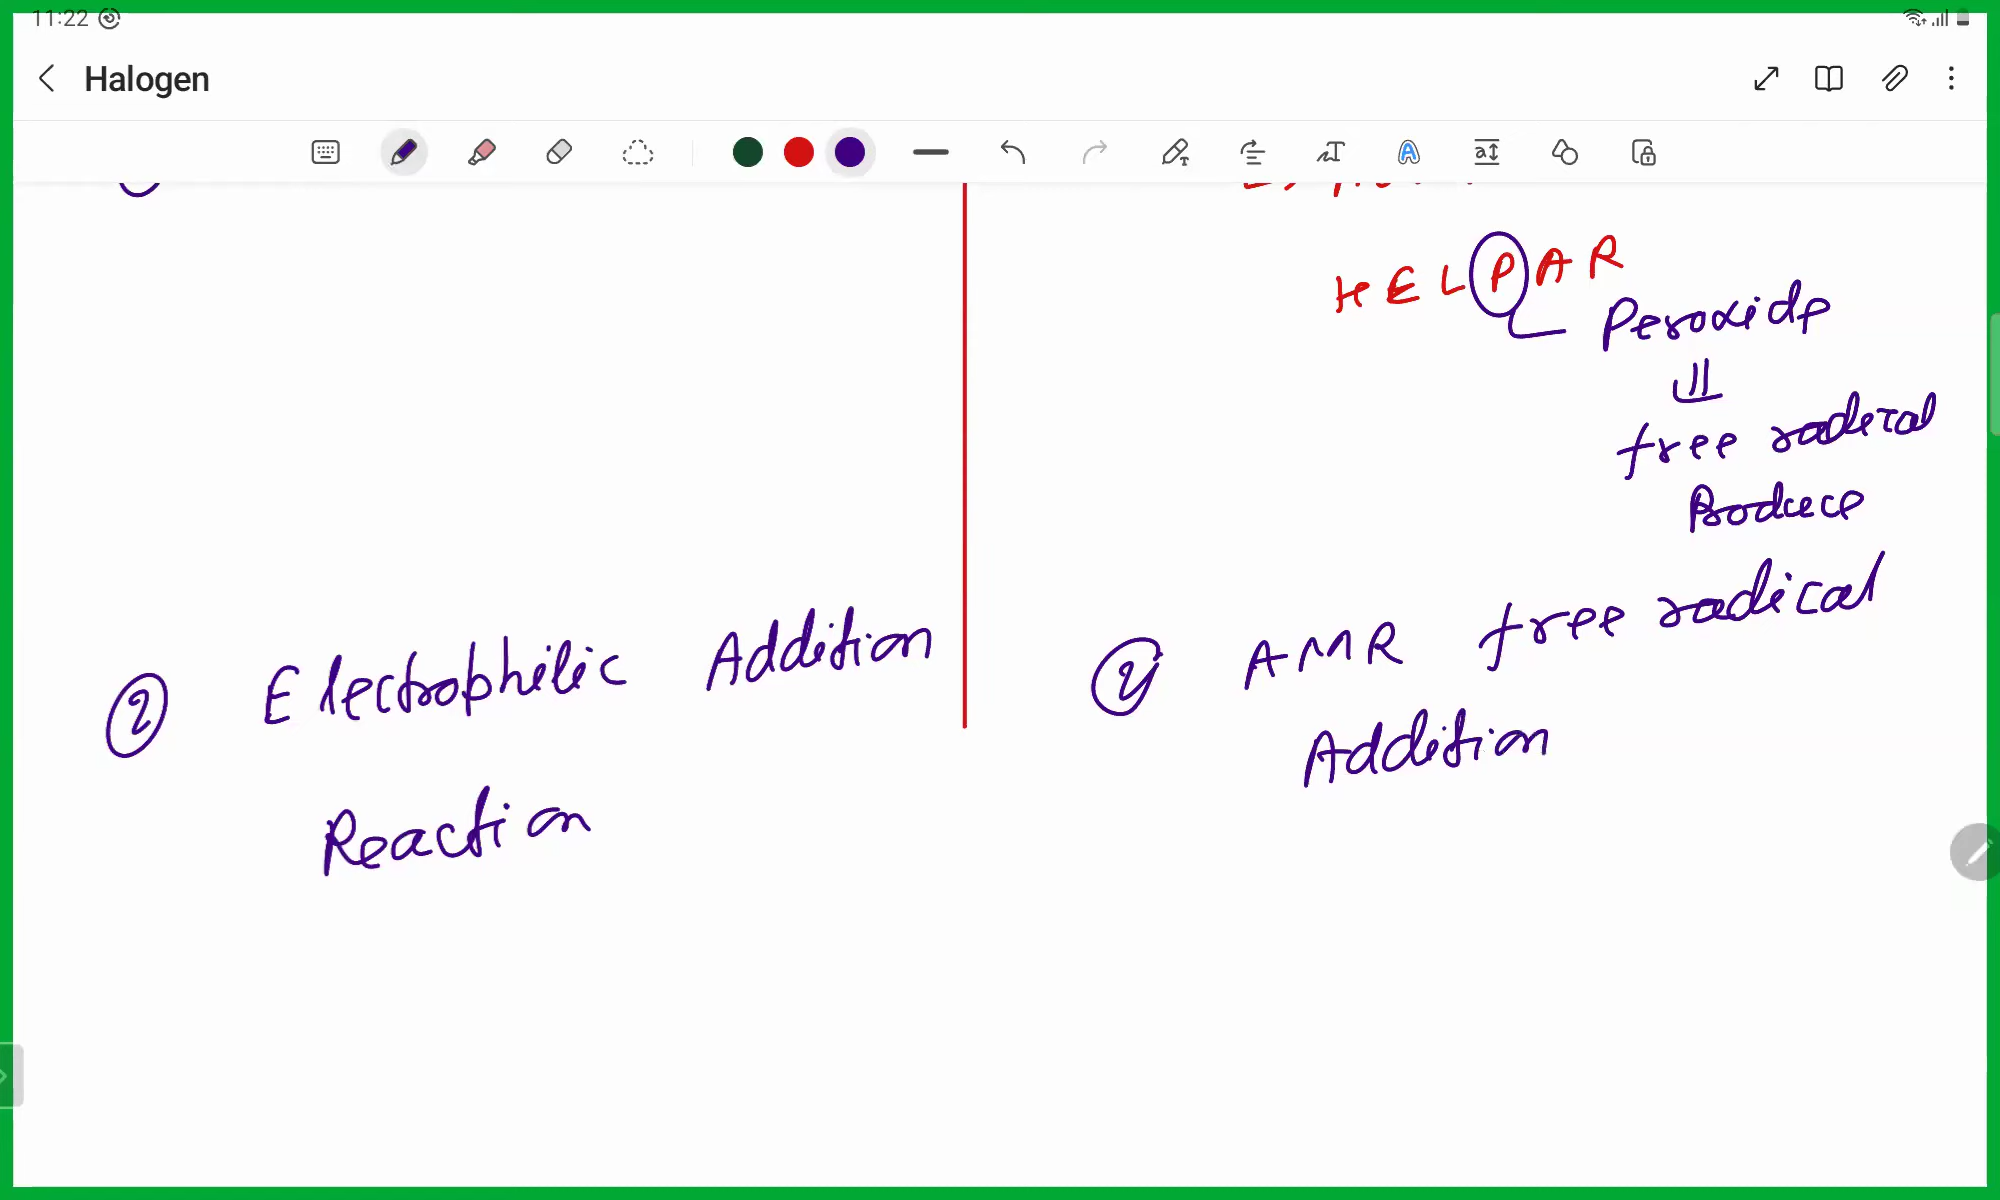 11:22
Halogen
HELPAR
Peroxide
free radical
Produce
② Electrophilic Addition
Reaction
② AMR free radical
Addition